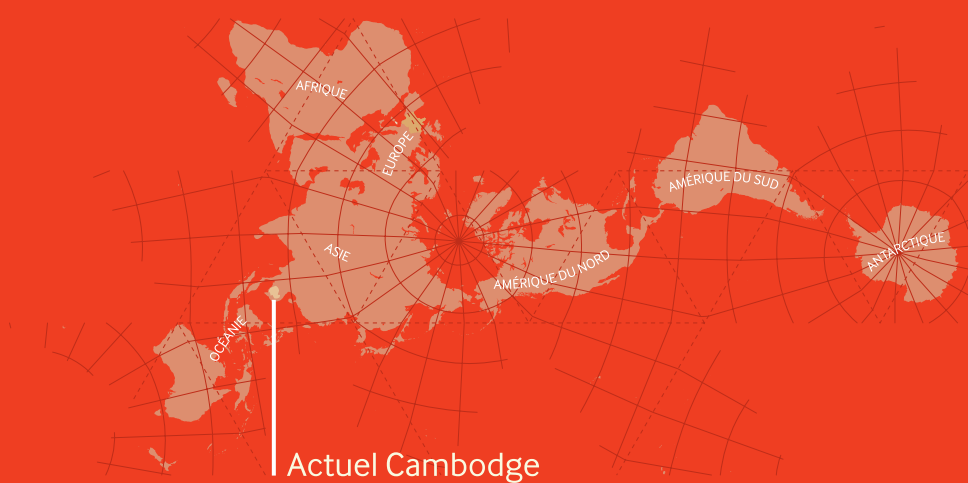 AFRIQUE
EUROPE
AMÉRIQUE DU SUD
ASIE
AMÉRIQUE DU NORD
ANTARCTIQUE
OCÉANIE
Actuel Cambodge